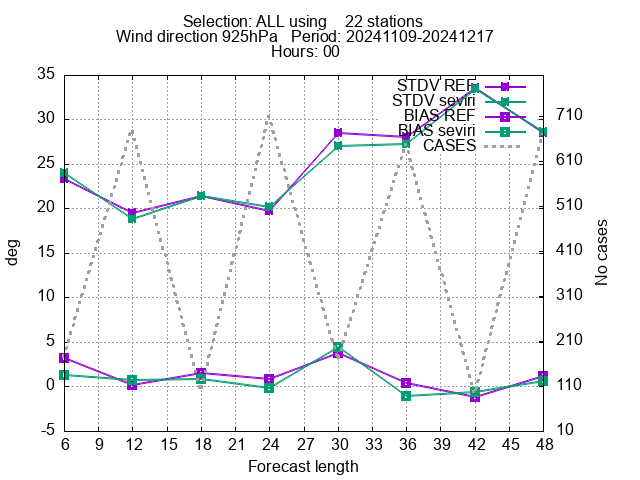 Selection: ALL using    22 stations
Wind direction 925hPa   Period: 20241109-20241217
Hours: 00
STDV REF
STDV seviri
BIAS REF
BIAS seviri
CASES
35
30
25
20
15
10
5
0
-5
deg
710
610
510
410
310
210
110
10
No cases
6 9 12 15 18 21 24 27 30 33 36 39 42 45 48
Forecast length